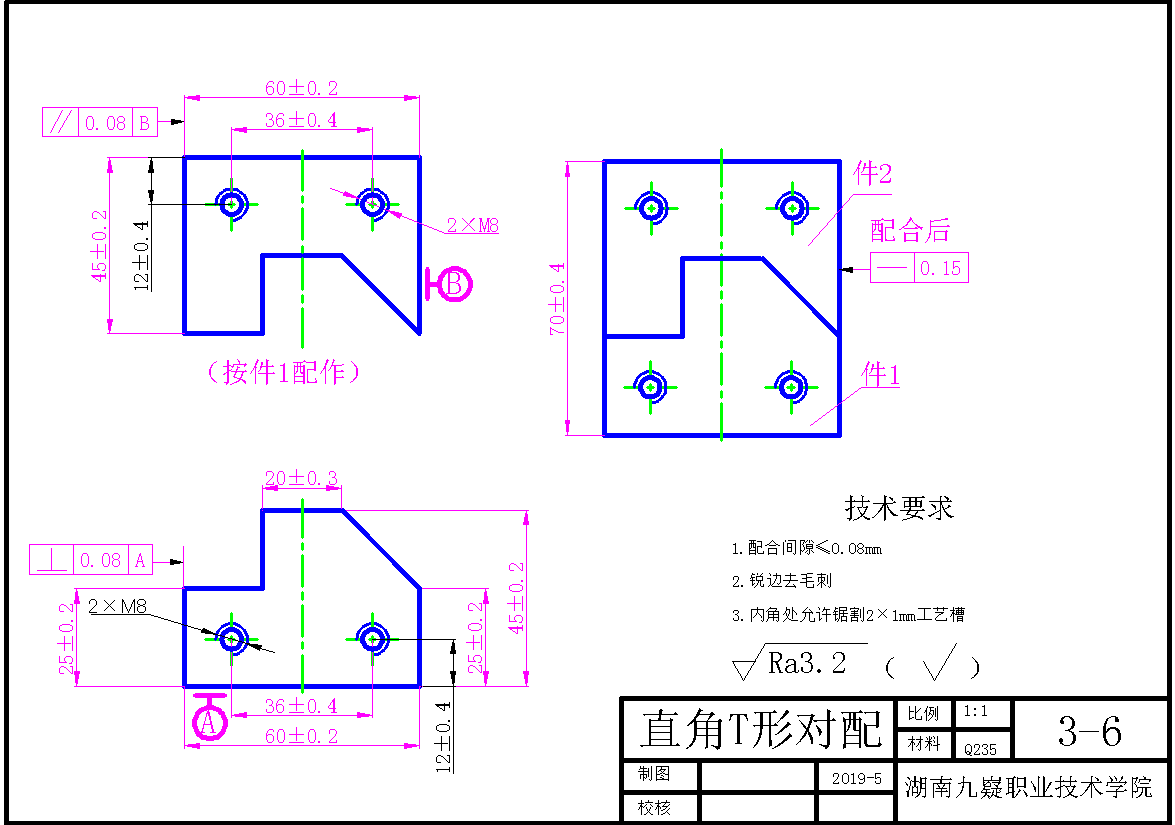 60±0.2
// 0.08 B
36±0.4
45±0.2
12±0.4
2×M8
B
(按件1配作)
件2
配合后
— 0.15
70±0.4
件1
20±0.3
⊥ 0.08 A
2×M8
25±0.2
25±0.2
45±0.2
A
36±0.4
60±0.2
12±0.4
技术要求
1.配合间隙≤0.08mm
2.锐边去毛刺
3.内角处允许锯割2×1mm工艺槽
Ra3.2 ( √ )
直角T形对配
比例 1:1
材料 Q235
3-6
制图 2019-5
校核
湖南九嶷职业技术学院